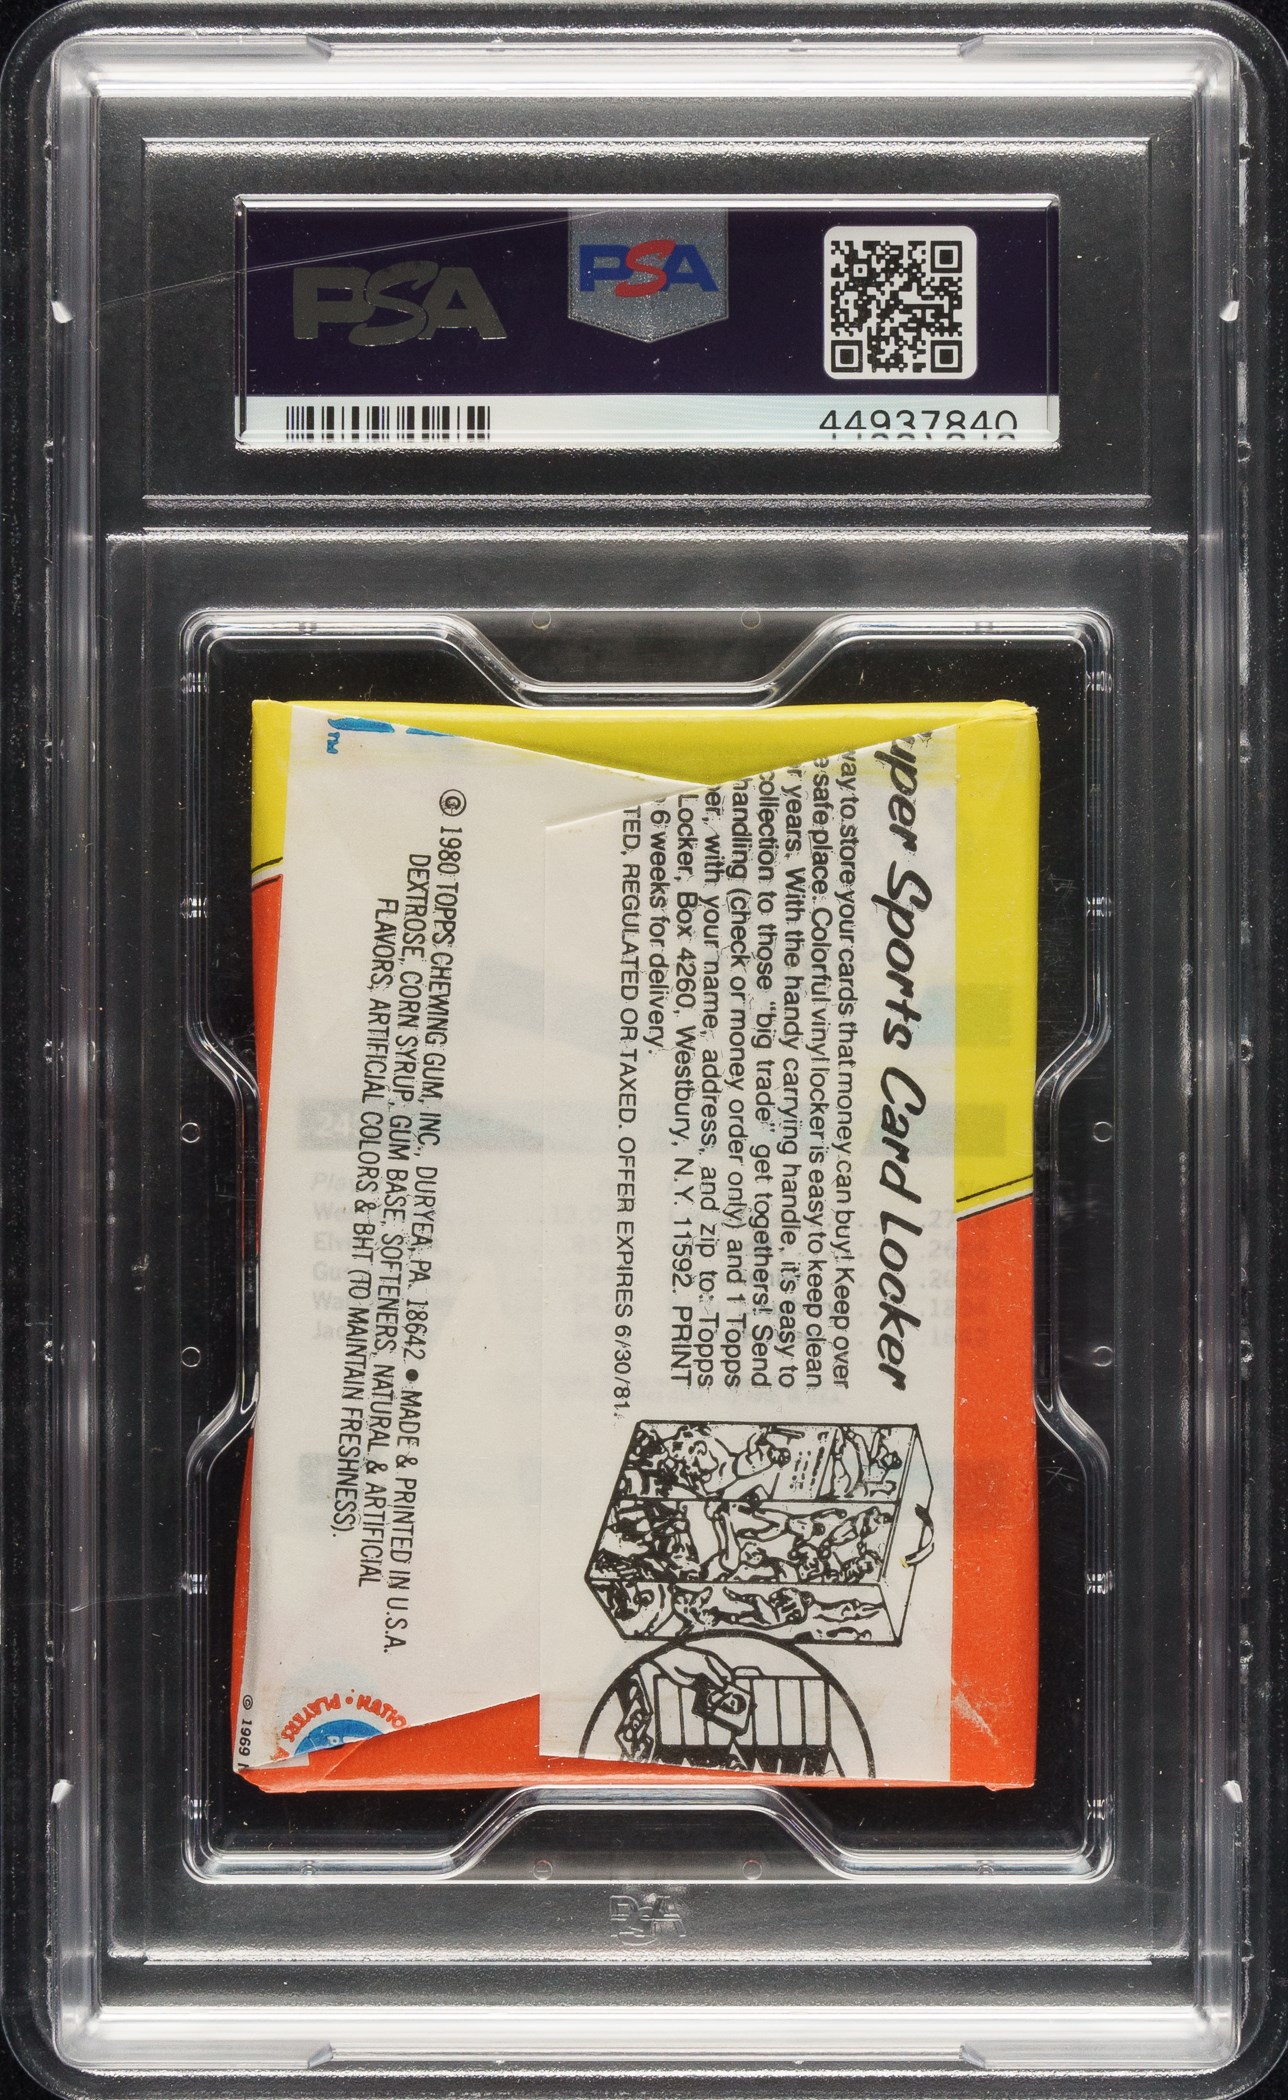 PSA
PSA
44937840
TM
© 1980 TOPPS CHEWING GUM, INC., DURYEA, PA. 18642 • MADE & PRINTED IN U.S.A.
DEXTROSE, CORN SYRUP, GUM BASE, SOFTENERS, NATURAL & ARTIFICIAL
FLAVORS, ARTIFICIAL COLORS & BHT (TO MAINTAIN FRESHNESS).
© 1969
PLAYERS
uper Sports Card Locker
way to store your cards that money can buy! Keep over
e safe place. Colorful vinyl locker is easy to keep clean
r years. With the handy carrying handle, it's easy to
collection to those "big trade" get togethers! Send
handling (check or money order only) and 1 Topps
er, with your name, address, and zip to: Topps
Locker, Box 4260, Westbury, N.Y. 11592. PRINT
6 weeks for delivery.
TED, REGULATED OR TAXED. OFFER EXPIRES 6/30/81.
PSA